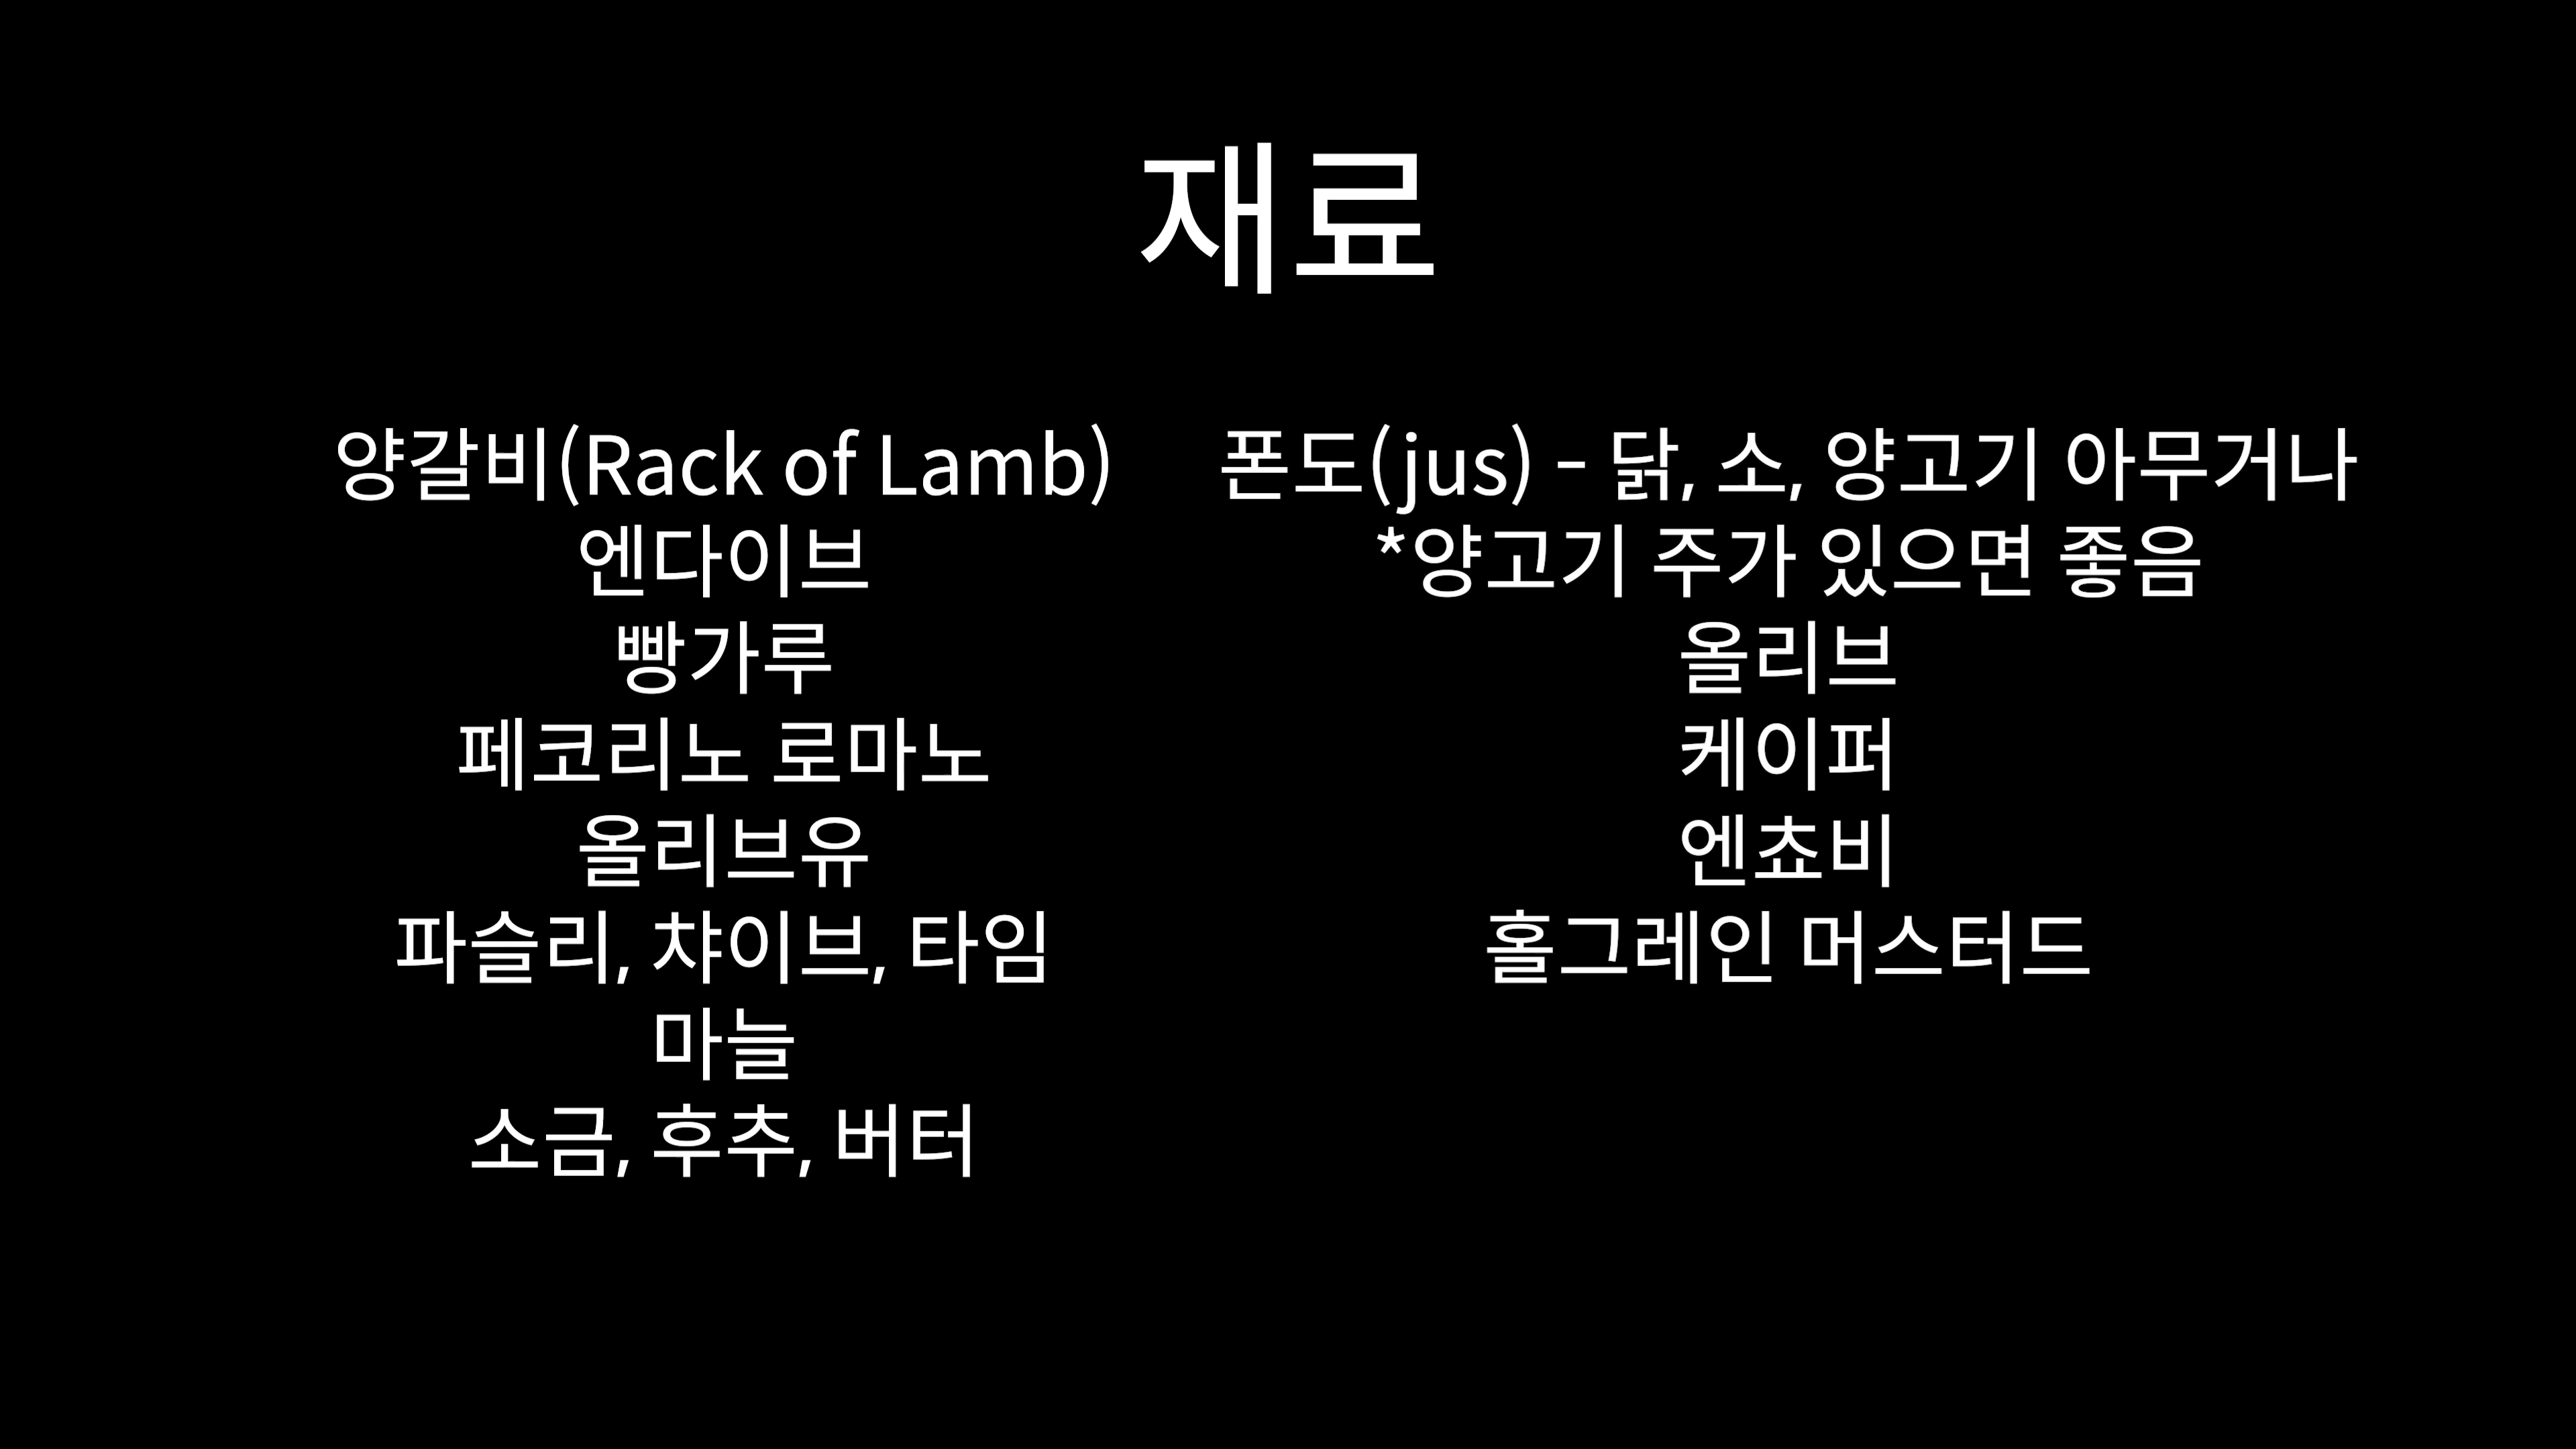 재료
양갈비(Rack of Lamb)
엔다이브
빵가루
페코리노 로마노
올리브유
파슬리, 챠이브, 타임
마늘
소금, 후추, 버터
폰도(jus) - 닭, 소, 양고기 아무거나
*양고기 주가 있으면 좋음
올리브
케이퍼
엔쵸비
홀그레인 머스터드